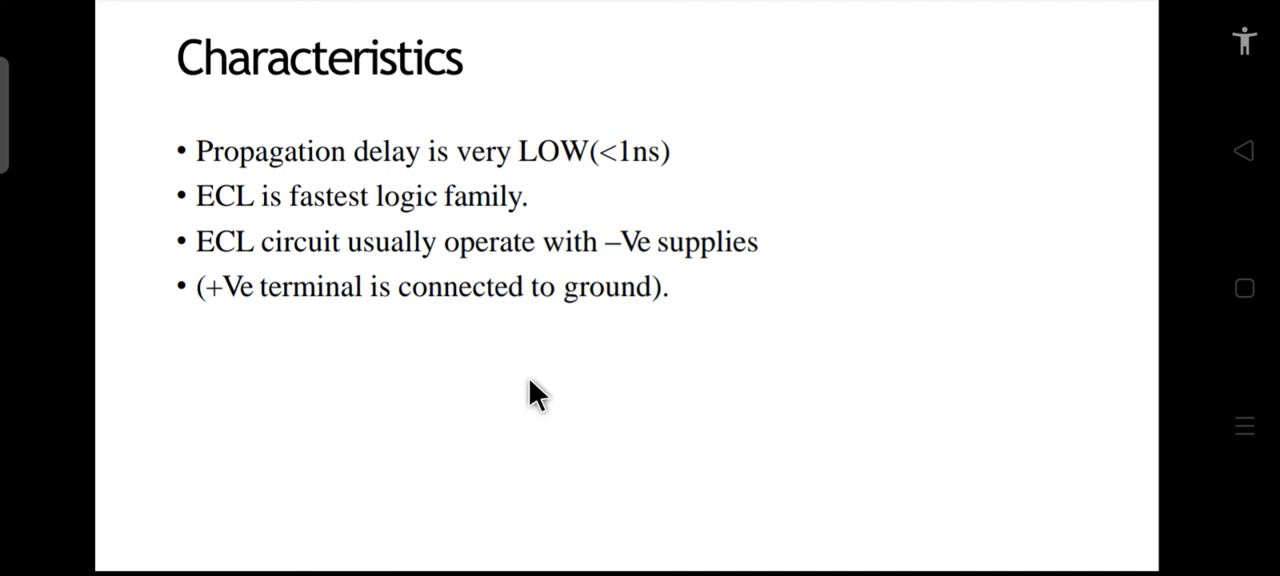 Characteristics
• Propagation delay is very LOW(<1ns)
• ECL is fastest logic family.
• ECL circuit usually operate with –Ve supplies
• (+Ve terminal is connected to ground).